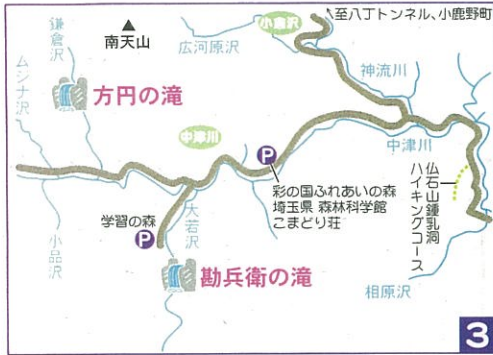 至八丁トンネル、小鹿野町
小倉沢
鎌倉沢
南天山
広河原沢
神流川
ムジナ沢
方円の滝
中津川
中津川
P
彩の国ふれあいの森
埼玉県 森林科学館
こまどり荘
仏石山鍾乳洞
ハイキングコース
学習の森
P
大若沢
小品沢
勘兵衛の滝
相原沢
3